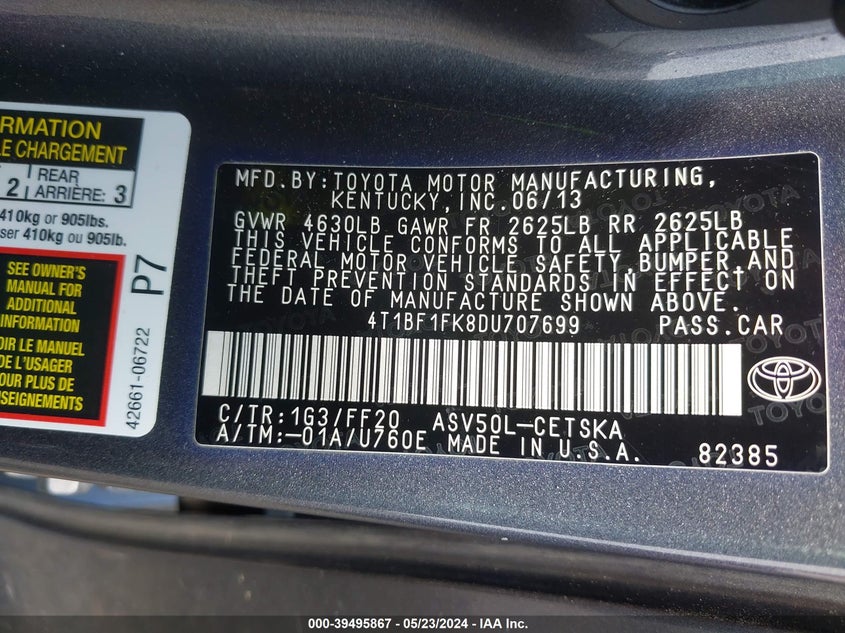 RMATION
LE CHARGEMENT
2 REAR
ARRIÈRE: 3
410kg or 905lbs.
ser 410kg ou 905lb.
SEE OWNER'S
MANUAL FOR
ADDITIONAL
INFORMATION
OIR LE MANUEL
DE L'USAGER
POUR PLUS DE
ENSEIGNEMENTS
P7
42661-06722
MFD.BY:TOYOTA MOTOR MANUFACTURING,
KENTUCKY,INC.06/13
GVWR 4630LB GAWR FR 2625LB RR 2625LB
THIS VEHICLE CONFORMS TO ALL APPLICABLE
FEDERAL MOTOR VEHICLE SAFETY,BUMPER,AND
THEFT PREVENTION STANDARDS IN EFFECT ON
THE DATE OF MANUFACTURE SHOWN ABOVE.
4T1BF1FK8DU707699 PASS.CAR
C/TR:1G3/FF20 ASV50L-CETSKA
A/TM:-01A/U760E MADE IN U.S.A.
82385
000-39495867 - 05/23/2024 - IAA Inc.